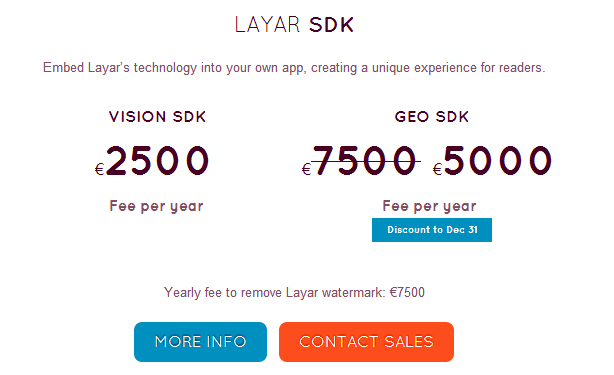 LAYAR SDK
Embed Layar's technology into your own app, creating a unique experience for readers.
VISION SDK
€2500
Fee per year
GEO SDK
€7500 €5000
Fee per year
Discount to Dec 31
Yearly fee to remove Layar watermark: €7500
MORE INFO
CONTACT SALES